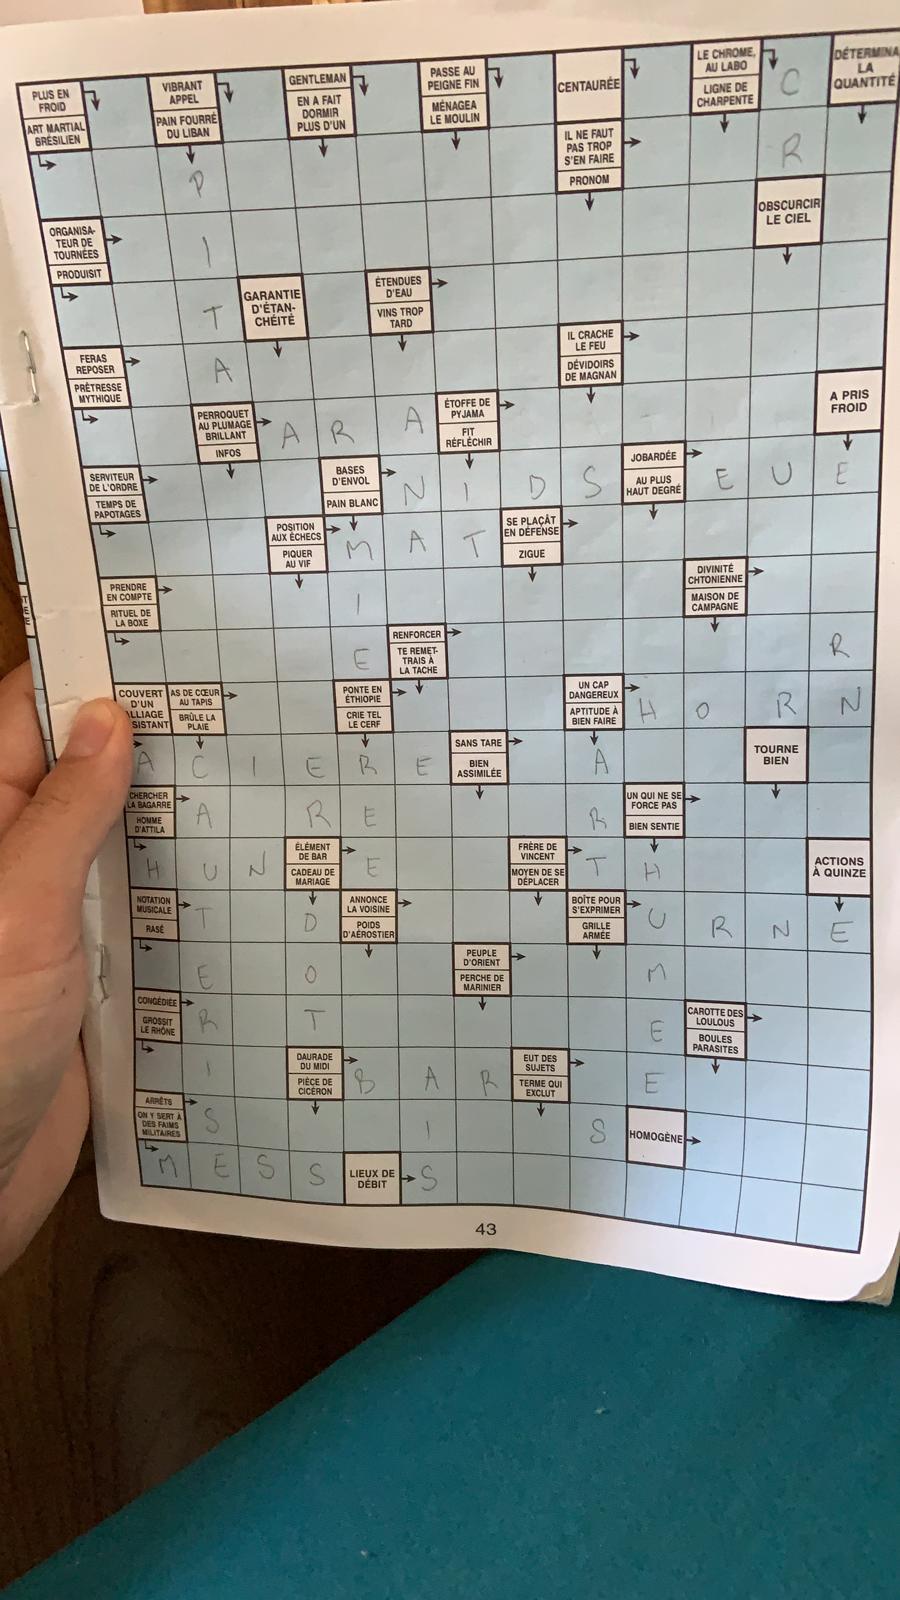 PLUS EN FROID
ART MARTIAL BRÉSILIEN
VIBRANT APPEL
PAIN FOURRÉ DU LIBAN
GENTLEMAN
EN A FAIT DORMIR PLUS D'UN
PASSE AU PEIGNE FIN
MÉNAGEA LE MOULIN
CENTAURÉE
LE CHROME, AU LABO
LIGNE DE CHARPENTE
C
DÉTERMINA LA QUANTITÉ
P
IL NE FAUT PAS TROP S'EN FAIRE
PRONOM
R
ORGANISA-
TEUR DE
TOURNÉES
PRODUISIT
I
OBSCURCIR LE CIEL
T
GARANTIE D'ÉTAN-
CHÉITÉ
ÉTENDUES D'EAU
VINS TROP TARD
FERAS REPOSER
PRÊTRESSE MYTHIQUE
A
IL CRACHE LE FEU
DÉVIDOIRS DE MAGNAN
PERROQUET AU PLUMAGE BRILLANT
INFOS
A R A
ÉTOFFE DE PYJAMA
FIT RÉFLÉCHIR
A PRIS FROID
SERVITEUR DE L'ORDRE
TEMPS DE PAPOTAGES
BASES D'ENVOL
PAIN BLANC
N I D S
JOBARDÉE
AU PLUS HAUT DEGRÉ
E U E
POSITION AUX ÉCHECS
PIQUER AU VIF
M A T
SE PLAÇÂT EN DÉFENSE
ZIGUE
PRENDRE EN COMPTE
RITUEL DE LA BOXE
I
DIVINITÉ CHTONIENNE
MAISON DE CAMPAGNE
E
RENFORCER
TE REMET-
TRAIS À
LA TACHE
R
COUVERT D'UN
AS DE CŒUR AU TAPIS
BRÛLE LA PLAIE
PONTE EN ÉTHIOPIE
CRIE TEL LE CERF
UN CAP DANGEREUX
APTITUDE À BIEN FAIRE
H O R N
A C I E R E E
SANS TARE
BIEN ASSIMILÉE
A
TOURNE BIEN
CHERCHER LA BAGARRE
HOMME D'ATTILA
A R E
R
UN QUI NE SE FORCE PAS
BIEN SENTIE
H U N
ÉLÉMENT DE BAR
CADEAU DE MARIAGE
E
FRÈRE DE VINCENT
MOYEN DE SE DÉPLACER
T H
ACTIONS À QUINZE
NOTATION MUSICALE
RASÉ
T D
ANNONCE LA VOISINE
POIDS D'AÉROSTIER
BOÎTE POUR S'EXPRIMER
GRILLE ARMÉE
U R N E
E O
PEUPLE D'ORIENT
PERCHE DE MARINIER
M
CONGÉDIÉE
GROSSIT LE RHÔNE
R T
E
CAROTTE DES LOULOUS
BOULES PARASITES
I
DAURADE DU MIDI
PIÈCE DE CICÉRON
B A R
EUT DES SUJETS
TERME QUI EXCLUT
E
ARRÊTS
ON Y SERT À DES FAIMS MILITAIRES
S I S
HOMOGÈNE
M E S S
LIEUX DE DÉBIT
S
43